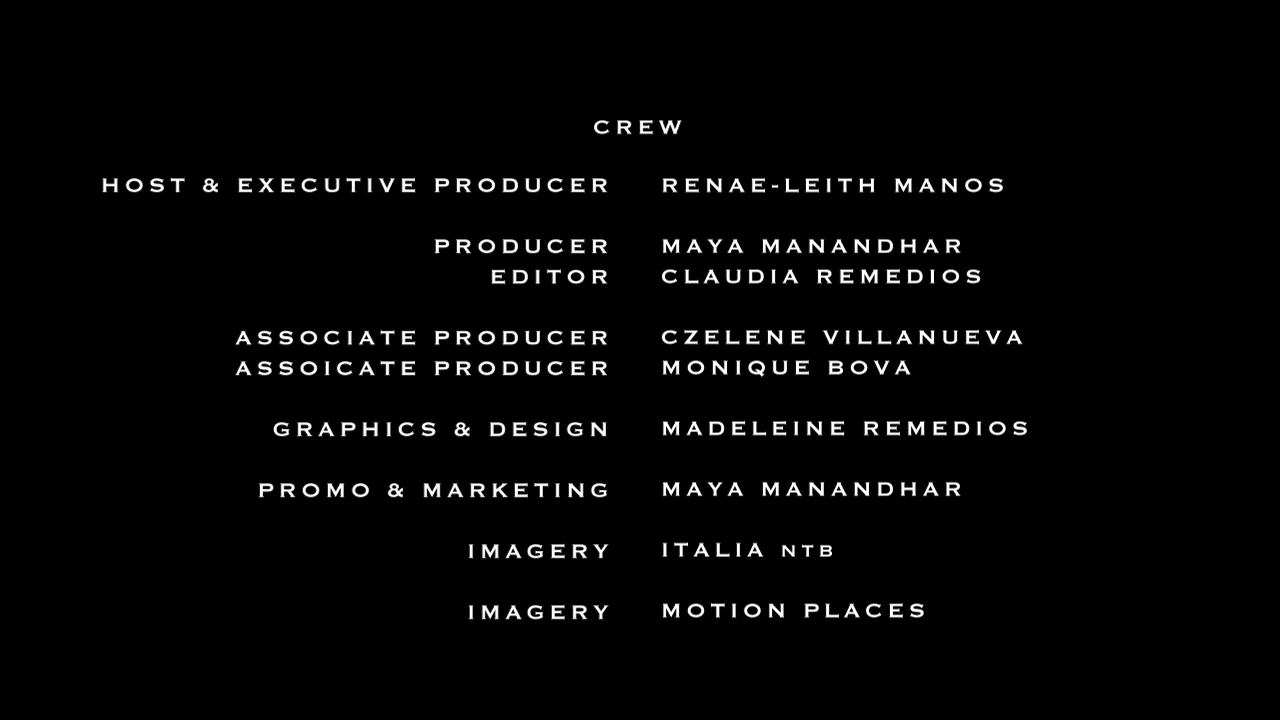 CREW
HOST & EXECUTIVE PRODUCER RENAE-LEITH MANOS
PRODUCER MAYA MANANDHAR
EDITOR CLAUDIA REMEDIOS
ASSOCIATE PRODUCER CZELENE VILLANUEVA
ASSOICATE PRODUCER MONIQUE BOVA
GRAPHICS & DESIGN MADELEINE REMEDIOS
PROMO & MARKETING MAYA MANANDHAR
IMAGERY ITALIA NTB
IMAGERY MOTION PLACES